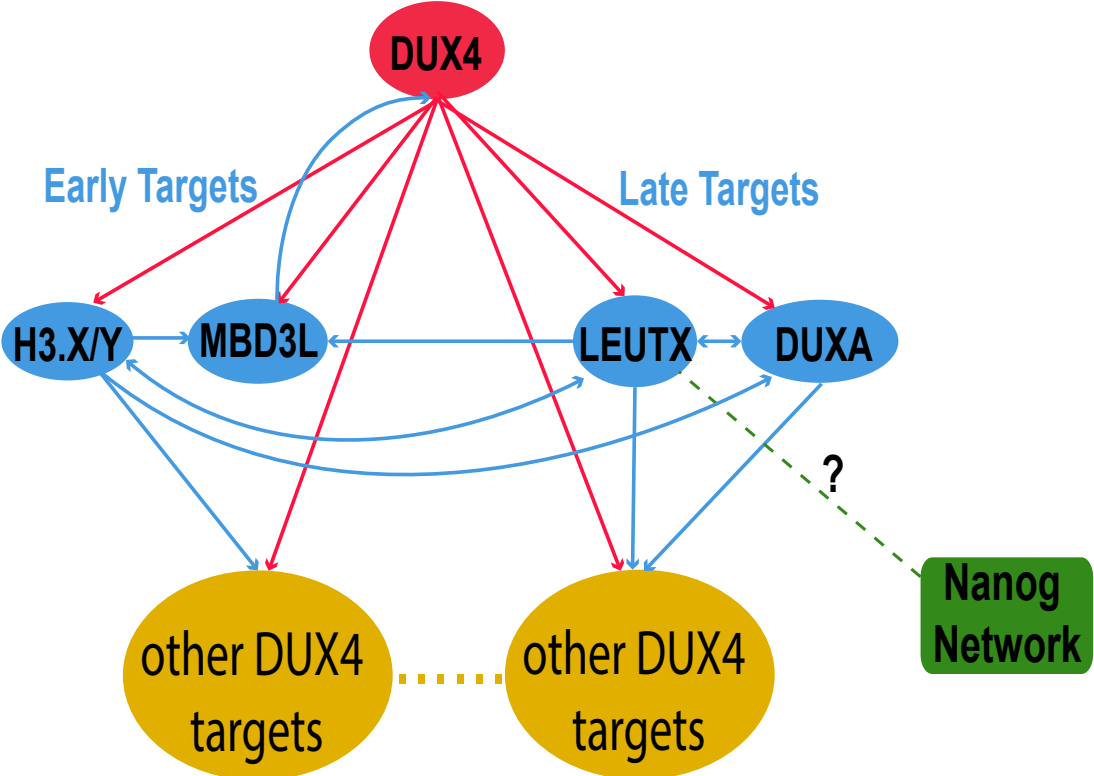 DUX4
Early Targets
Late Targets
H3.X/Y
MBD3L
LEUTX
DUXA
?
Nanog
Network
other DUX4
targets
other DUX4
targets